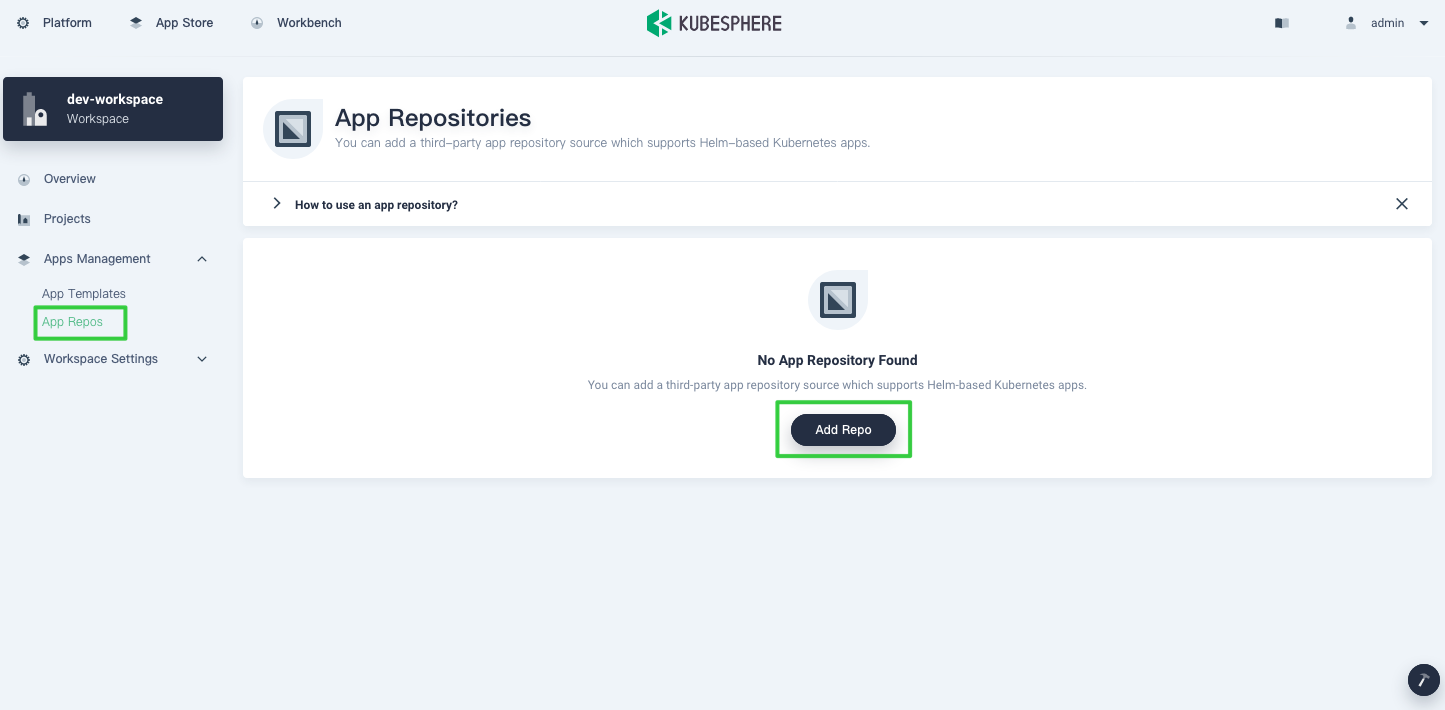 Platform
App Store
Workbench
KUBESPHERE
admin
dev-workspace
Workspace
Overview
Projects
Apps Management
App Templates
App Repos
Workspace Settings
App Repositories
You can add a third-party app repository source which supports Helm-based Kubernetes apps.
How to use an app repository?
No App Repository Found
You can add a third-party app repository source which supports Helm-based Kubernetes apps.
Add Repo